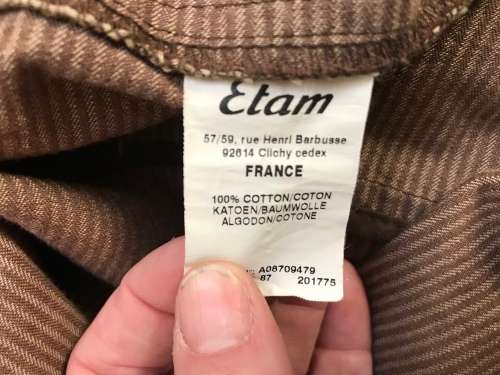 Etam
57/59, rue Henri Barbusse
92614 Clichy cedex
FRANCE
100% COTTON/COTON
KATOEN/BAUMWOLLE
ALGODON/COTONE
A08709479
87 201775